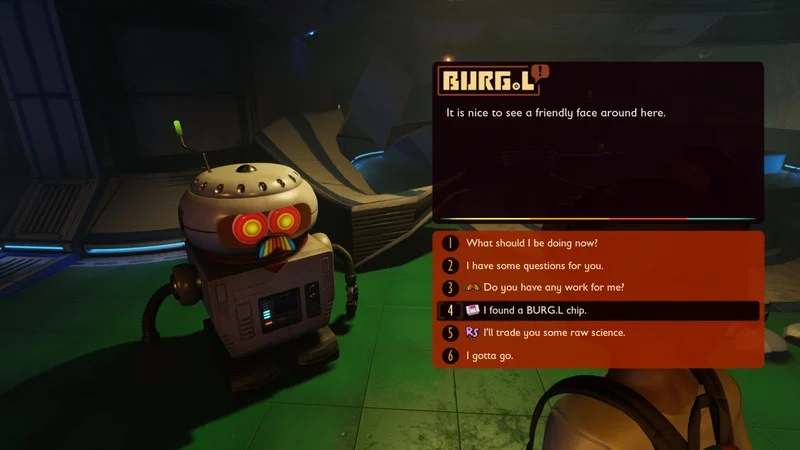 BURG.L!
It is nice to see a friendly face around here.
1 What should I be doing now?
2 I have some questions for you.
3 Do you have any work for me?
4 I found a BURG.L chip.
5 RS I'll trade you some raw science.
6 I gotta go.